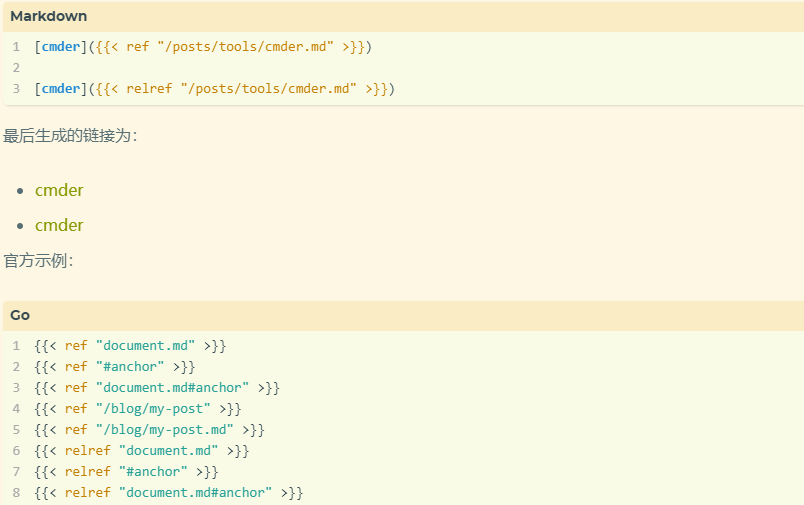 Markdown
1 [cmder]({{< ref "/posts/tools/cmder.md" >}})
2
3 [cmder]({{< relref "/posts/tools/cmder.md" >}})
最后生成的链接为：
• cmder
• cmder
官方示例：
Go
1 {{< ref "document.md" >}}
2 {{< ref "#anchor" >}}
3 {{< ref "document.md#anchor" >}}
4 {{< ref "/blog/my-post" >}}
5 {{< ref "/blog/my-post.md" >}}
6 {{< relref "document.md" >}}
7 {{< relref "#anchor" >}}
8 {{< relref "document.md#anchor" >}}